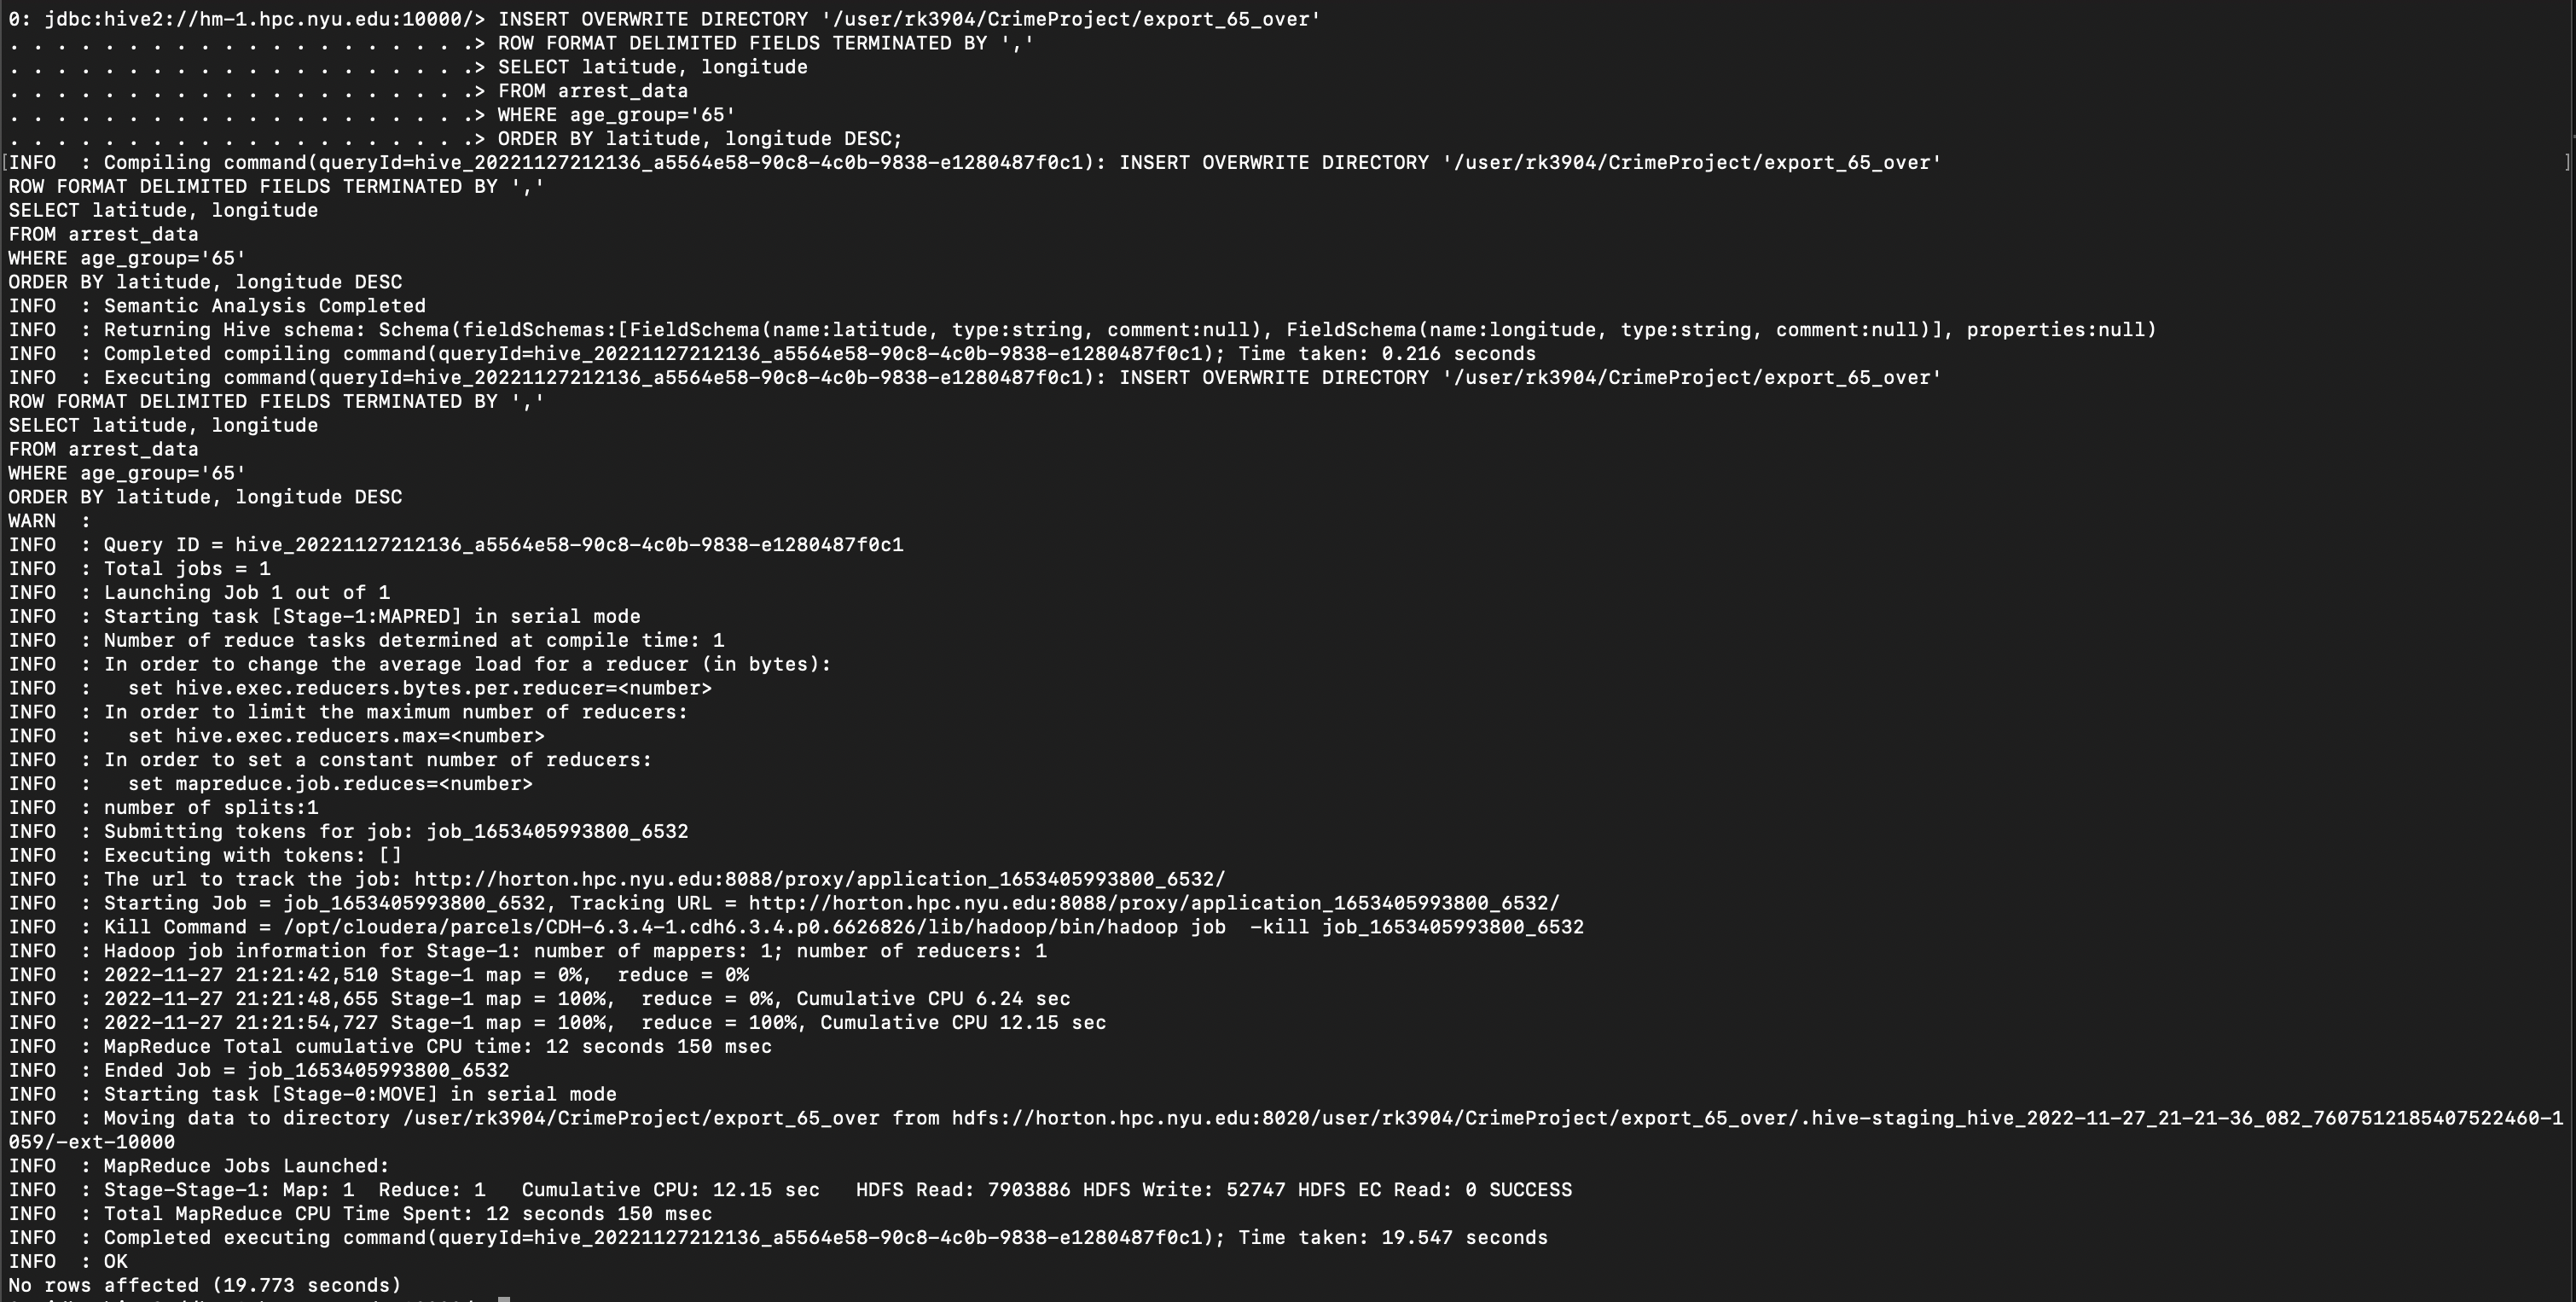 0: jdbc:hive2://hm-1.hpc.nyu.edu:10000/> INSERT OVERWRITE DIRECTORY '/user/rk3904/CrimeProject/export_65_over'
. . . . . . . . . . . . . . . . . . . .> ROW FORMAT DELIMITED FIELDS TERMINATED BY ','
. . . . . . . . . . . . . . . . . . . .> SELECT latitude, longitude
. . . . . . . . . . . . . . . . . . . .> FROM arrest_data
. . . . . . . . . . . . . . . . . . . .> WHERE age_group='65'
. . . . . . . . . . . . . . . . . . . .> ORDER BY latitude, longitude DESC;
[INFO  : Compiling command(queryId=hive_20221127212136_a5564e58-90c8-4c0b-9838-e1280487f0c1): INSERT OVERWRITE DIRECTORY '/user/rk3904/CrimeProject/export_65_over' ]
ROW FORMAT DELIMITED FIELDS TERMINATED BY ','
SELECT latitude, longitude
FROM arrest_data
WHERE age_group='65'
ORDER BY latitude, longitude DESC
INFO  : Semantic Analysis Completed
INFO  : Returning Hive schema: Schema(fieldSchemas:[FieldSchema(name:latitude, type:string, comment:null), FieldSchema(name:longitude, type:string, comment:null)], properties:null)
INFO  : Completed compiling command(queryId=hive_20221127212136_a5564e58-90c8-4c0b-9838-e1280487f0c1); Time taken: 0.216 seconds
INFO  : Executing command(queryId=hive_20221127212136_a5564e58-90c8-4c0b-9838-e1280487f0c1): INSERT OVERWRITE DIRECTORY '/user/rk3904/CrimeProject/export_65_over'
ROW FORMAT DELIMITED FIELDS TERMINATED BY ','
SELECT latitude, longitude
FROM arrest_data
WHERE age_group='65'
ORDER BY latitude, longitude DESC
WARN  :
INFO  : Query ID = hive_20221127212136_a5564e58-90c8-4c0b-9838-e1280487f0c1
INFO  : Total jobs = 1
INFO  : Launching Job 1 out of 1
INFO  : Starting task [Stage-1:MAPRED] in serial mode
INFO  : Number of reduce tasks determined at compile time: 1
INFO  : In order to change the average load for a reducer (in bytes):
INFO  :   set hive.exec.reducers.bytes.per.reducer=<number>
INFO  : In order to limit the maximum number of reducers:
INFO  :   set hive.exec.reducers.max=<number>
INFO  : In order to set a constant number of reducers:
INFO  :   set mapreduce.job.reduces=<number>
INFO  : number of splits:1
INFO  : Submitting tokens for job: job_1653405993800_6532
INFO  : Executing with tokens: []
INFO  : The url to track the job: http://horton.hpc.nyu.edu:8088/proxy/application_1653405993800_6532/
INFO  : Starting Job = job_1653405993800_6532, Tracking URL = http://horton.hpc.nyu.edu:8088/proxy/application_1653405993800_6532/
INFO  : Kill Command = /opt/cloudera/parcels/CDH-6.3.4-1.cdh6.3.4.p0.6626826/lib/hadoop/bin/hadoop job  -kill job_1653405993800_6532
INFO  : Hadoop job information for Stage-1: number of mappers: 1; number of reducers: 1
INFO  : 2022-11-27 21:21:42,510 Stage-1 map = 0%,  reduce = 0%
INFO  : 2022-11-27 21:21:48,655 Stage-1 map = 100%,  reduce = 0%, Cumulative CPU 6.24 sec
INFO  : 2022-11-27 21:21:54,727 Stage-1 map = 100%,  reduce = 100%, Cumulative CPU 12.15 sec
INFO  : MapReduce Total cumulative CPU time: 12 seconds 150 msec
INFO  : Ended Job = job_1653405993800_6532
INFO  : Starting task [Stage-0:MOVE] in serial mode
INFO  : Moving data to directory /user/rk3904/CrimeProject/export_65_over from hdfs://horton.hpc.nyu.edu:8020/user/rk3904/CrimeProject/export_65_over/.hive-staging_hive_2022-11-27_21-21-36_082_7607512185407522460-1
059/-ext-10000
INFO  : MapReduce Jobs Launched:
INFO  : Stage-Stage-1: Map: 1  Reduce: 1   Cumulative CPU: 12.15 sec   HDFS Read: 7903886 HDFS Write: 52747 HDFS EC Read: 0 SUCCESS
INFO  : Total MapReduce CPU Time Spent: 12 seconds 150 msec
INFO  : Completed executing command(queryId=hive_20221127212136_a5564e58-90c8-4c0b-9838-e1280487f0c1); Time taken: 19.547 seconds
INFO  : OK
No rows affected (19.773 seconds)